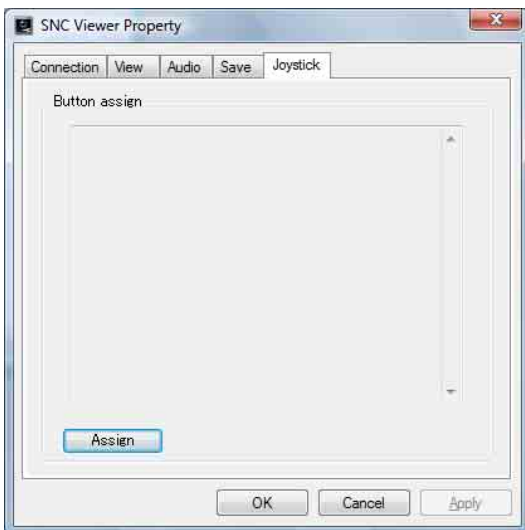 SNC Viewer Property
Connection View Audio Save Joystick
Button assign
Assign
OK Cancel Apply